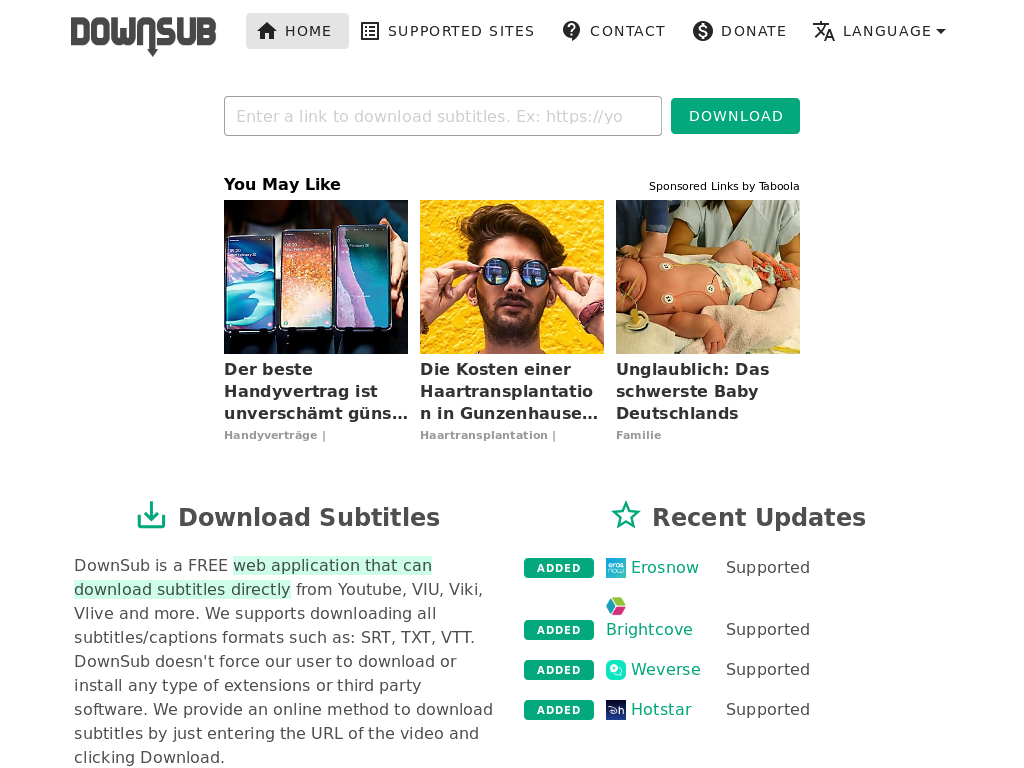 DOWNSUB
HOME
SUPPORTED SITES
CONTACT
DONATE
LANGUAGE
Enter a link to download subtitles. Ex: https://yo
DOWNLOAD
You May Like
Sponsored Links by Taboola
Der beste
Handyvertrag ist
unverschämt güns...
Handyverträge |
Die Kosten einer
Haartransplantatio
n in Gunzenhause...
Haartransplantation |
Unglaublich: Das
schwerste Baby
Deutschlands
Familie
Download Subtitles
DownSub is a FREE web application that can
download subtitles directly from Youtube, VIU, Viki,
Vlive and more. We supports downloading all
subtitles/captions formats such as: SRT, TXT, VTT.
DownSub doesn't force our user to download or
install any type of extensions or third party
software. We provide an online method to download
subtitles by just entering the URL of the video and
clicking Download.
Recent Updates
ADDED eros now Erosnow Supported
ADDED Brightcove Supported
ADDED Weverse Supported
ADDED Hotstar Supported